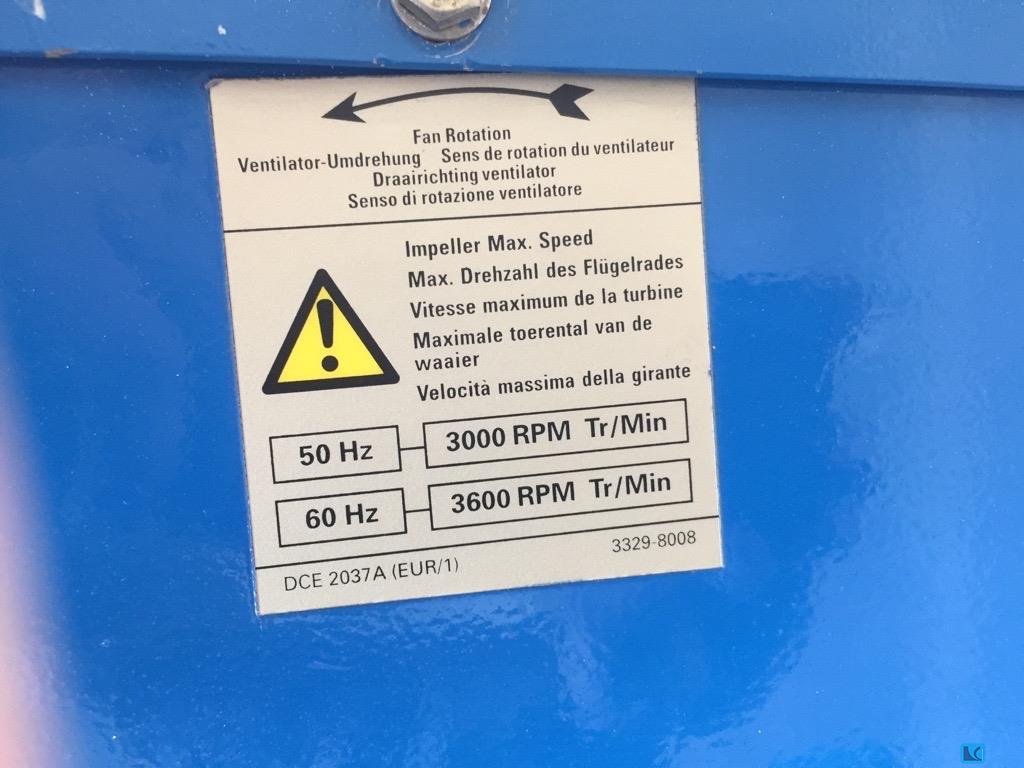 Fan Rotation
Ventilator-Umdrehung Sens de rotation du ventilateur
Draairichting ventilator
Senso di rotazione ventilatore
Impeller Max. Speed
Max. Drehzahl des Flügelrades
Vitesse maximum de la turbine
Maximale toerental van de
waaier
Velocità massima della girante
50 Hz 3000 RPM Tr/Min
60 Hz 3600 RPM Tr/Min
DCE 2037A (EUR/1) 3329-8008